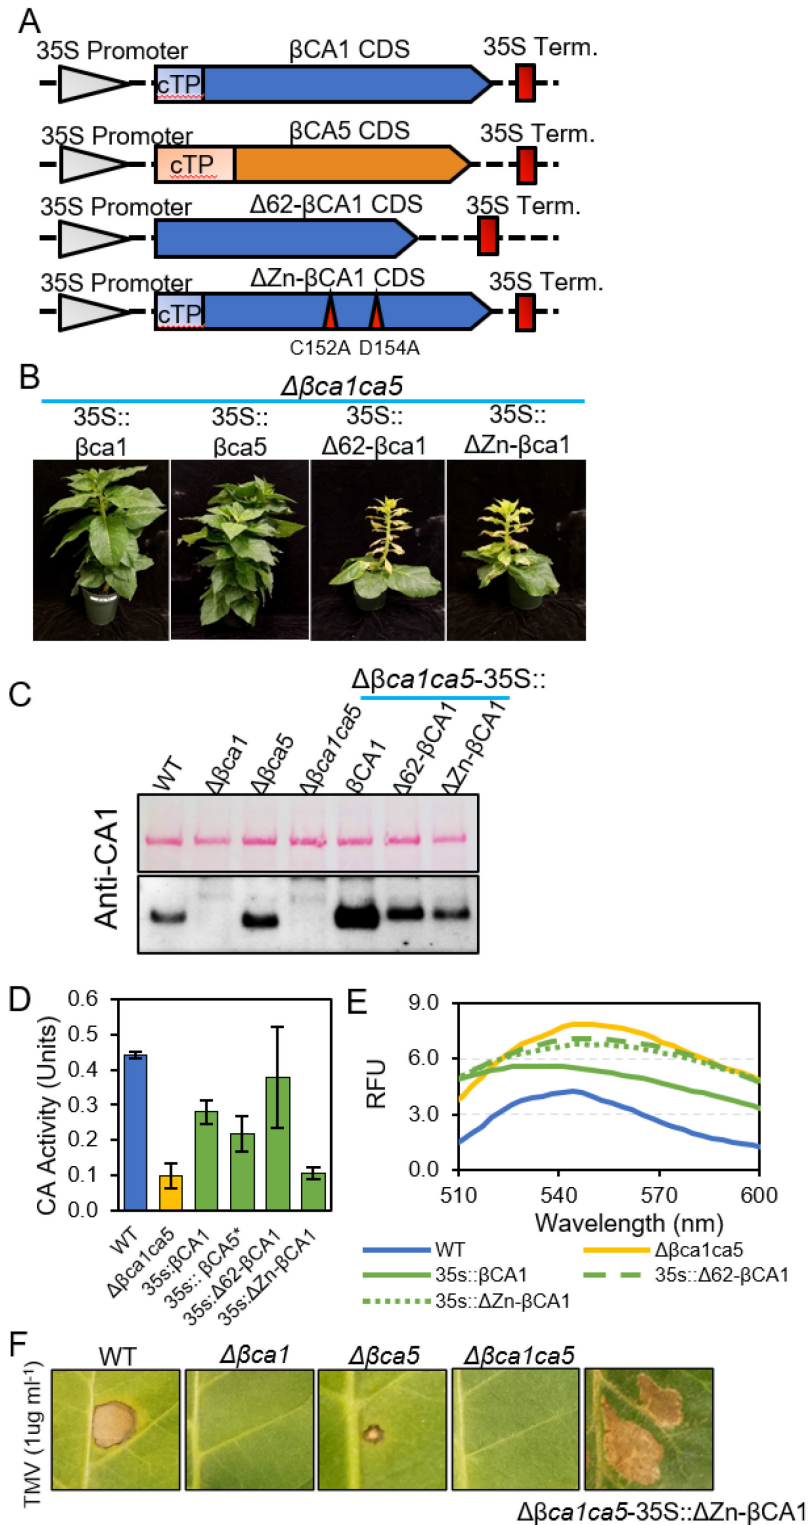 A
35S Promoter βCA1 CDS 35S Term.
cTP
35S Promoter βCA5 CDS 35S Term.
cTP
35S Promoter Δ62-βCA1 CDS 35S Term.
35S Promoter ΔZn-βCA1 CDS 35S Term.
cTP
C152A D154A
B
Δβca1ca5
35S:: 35S:: 35S:: 35S::
βca1 βca5 Δ62-βca1 ΔZn-βca1
C
Δβca1ca5-35S::
WT Δβca1 Δβca5 Δβca1ca5 βCA1 Δ62-βCA1 ΔZn-βCA1
Anti-CA1
D
CA Activity (Units)
0.6
0.5
0.4
0.3
0.2
0.1
0.0
WT Δβca1ca5 35s:βCA1 35s:: βCA5* 35s:Δ62-βCA1 35s:ΔZn-βCA1
E
RFU
9.0
6.0
3.0
0.0
510 540 570 600
Wavelength (nm)
WT Δβca1ca5
35s::βCA1 35s::Δ62-βCA1
35s::ΔZn-βCA1
F
WT Δβca1 Δβca5 Δβca1ca5
TMV (1ug ml-1)
Δβca1ca5-35S::ΔZn-βCA1